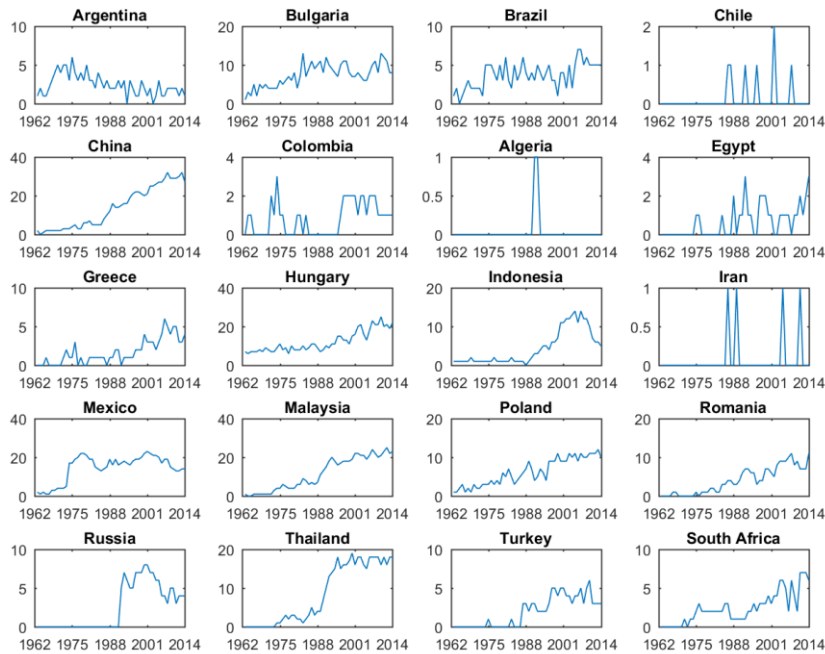 Argentina Bulgaria Brazil Chile
10 20 10 2
5 10 5 1
0 0 0 0
1962 1975 1988 2001 2014 1962 1975 1988 2001 2014 1962 1975 1988 2001 2014 1962 1975 1988 2001 2014
China Colombia Algeria Egypt
40 4 1 4
20 2 0.5 2
0 0 0 0
1962 1975 1988 2001 2014 1962 1975 1988 2001 2014 1962 1975 1988 2001 2014 1962 1975 1988 2001 2014
Greece Hungary Indonesia Iran
10 40 20 1
5 20 10 0.5
0 0 0 0
1962 1975 1988 2001 2014 1962 1975 1988 2001 2014 1962 1975 1988 2001 2014 1962 1975 1988 2001 2014
Mexico Malaysia Poland Romania
40 40 20 20
20 20 10 10
0 0 0 0
1962 1975 1988 2001 2014 1962 1975 1988 2001 2014 1962 1975 1988 2001 2014 1962 1975 1988 2001 2014
Russia Thailand Turkey South Africa
10 20 10 10
5 10 5 5
0 0 0 0
1962 1975 1988 2001 2014 1962 1975 1988 2001 2014 1962 1975 1988 2001 2014 1962 1975 1988 2001 2014